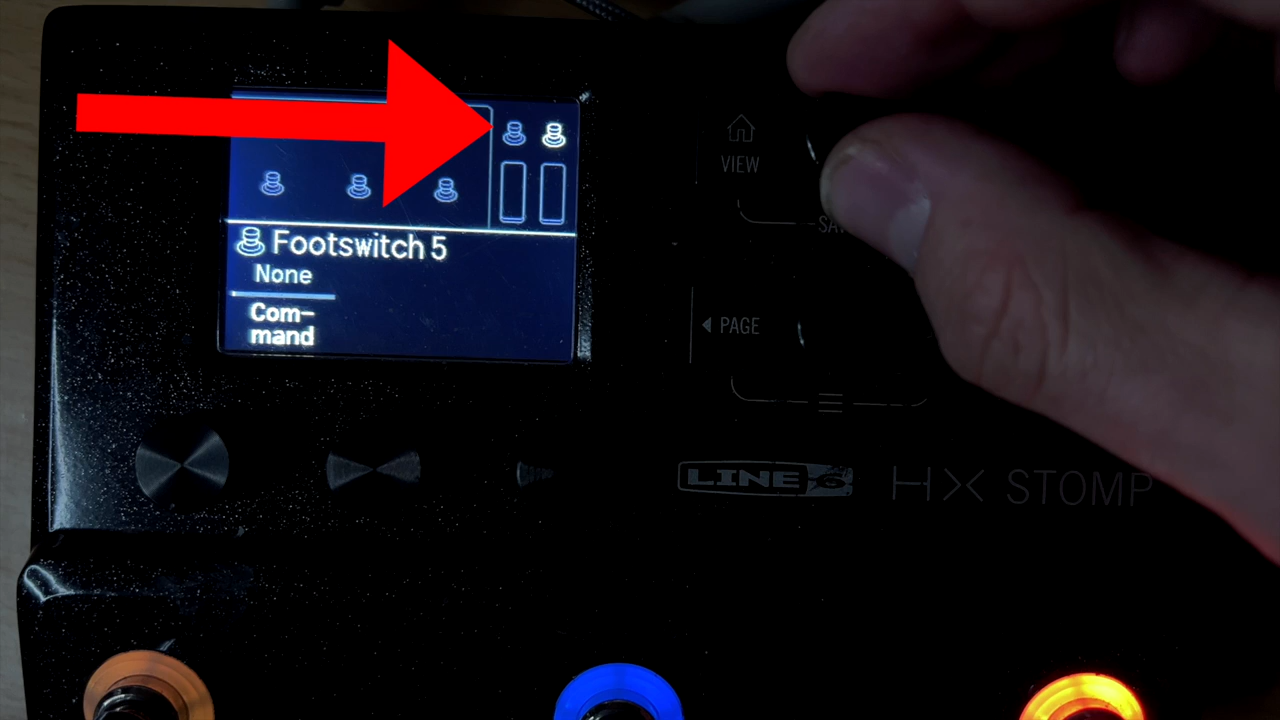 VIEW
Footswitch 5
None
Com-
mand
PAGE
LINE 6
HX STOMP